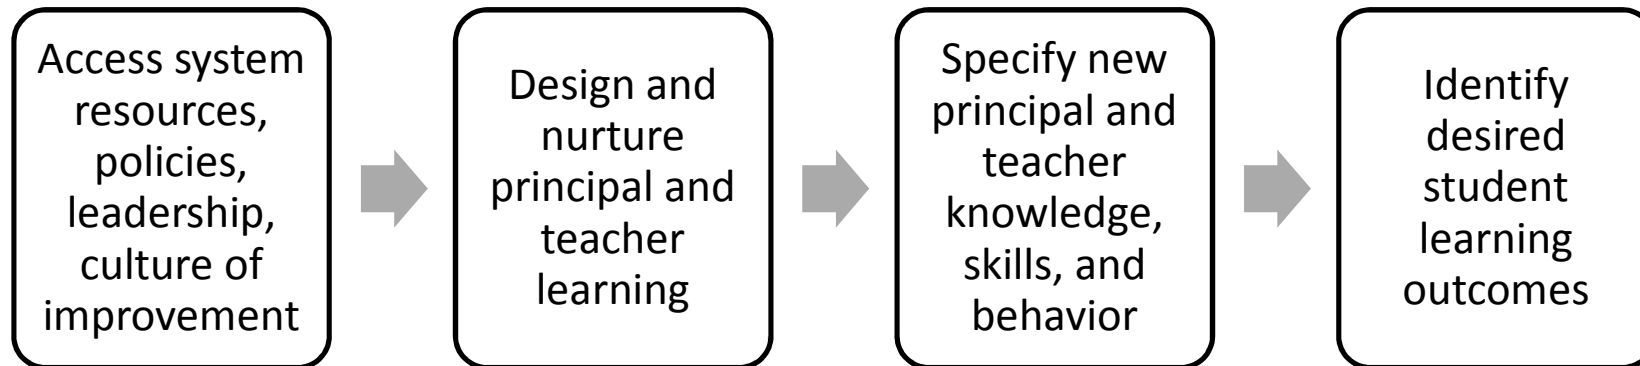 Access system
resources,
policies,
leadership,
culture of
improvement
Design and
nurture
principal and
teacher
learning
Specify new
principal and
teacher
knowledge,
skills, and
behavior
Identify
desired
student
learning
outcomes